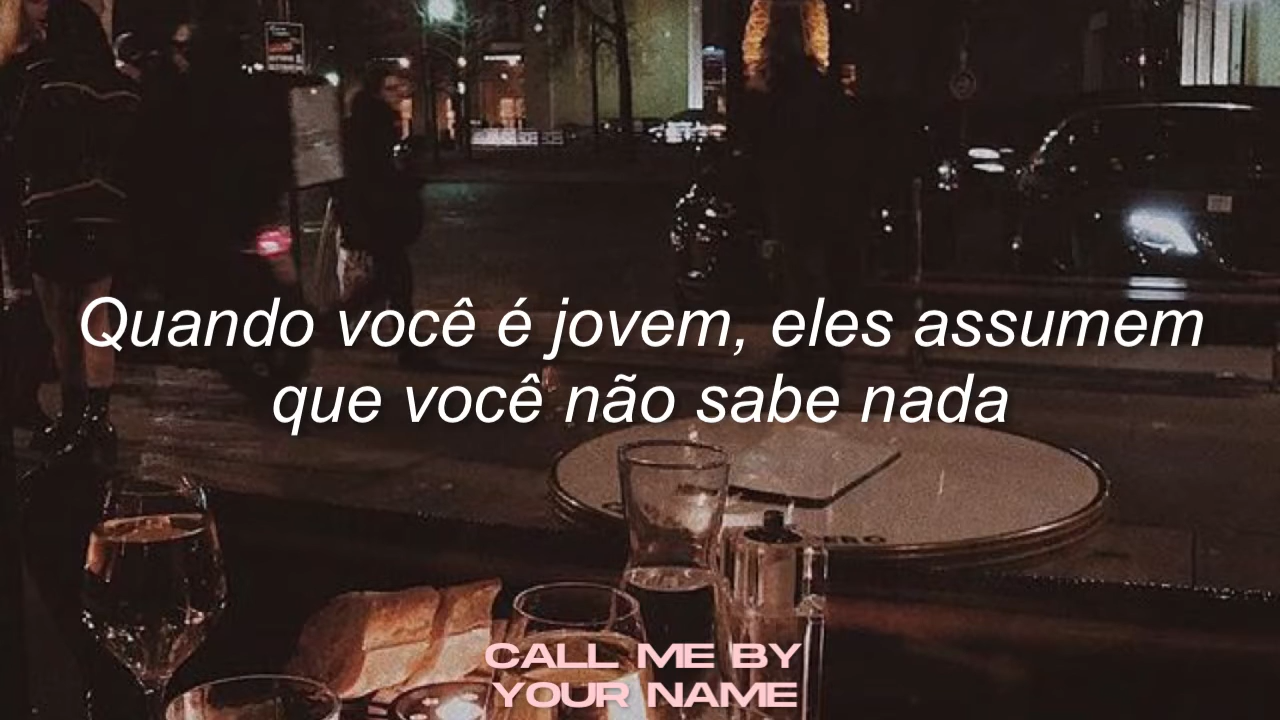 Quando você é jovem, eles assumem
que você não sabe nada
CALL ME BY
YOUR NAME